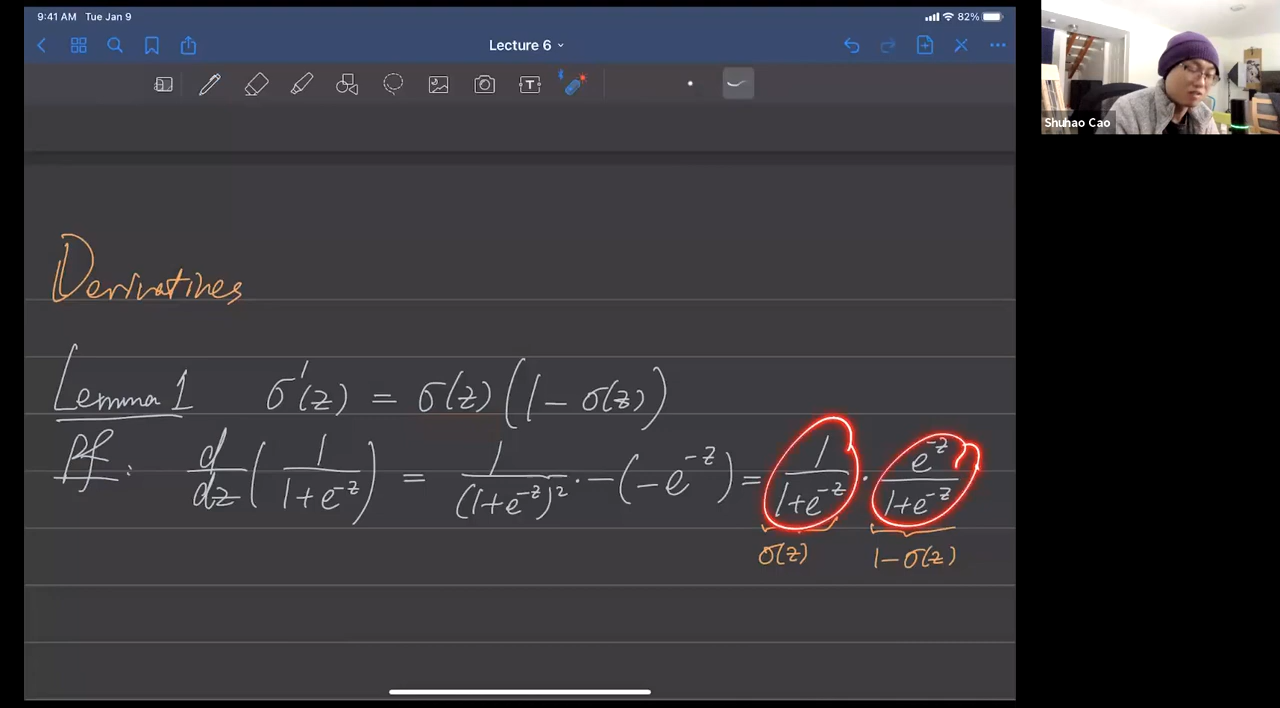 9:41 AM Tue Jan 9
82%
Lecture 6
T
Shuhao Cao
Derivatives
Lemma 1 σ'(z) = σ(z)(1 − σ(z))
Pf: d/dz (1/(1+e^{-z})) = 1/(1+e^{-z})^2 · −(−e^{-z}) = 1/(1+e^{-z}) · e^{-z}/(1+e^{-z})
σ(z) 1−σ(z)